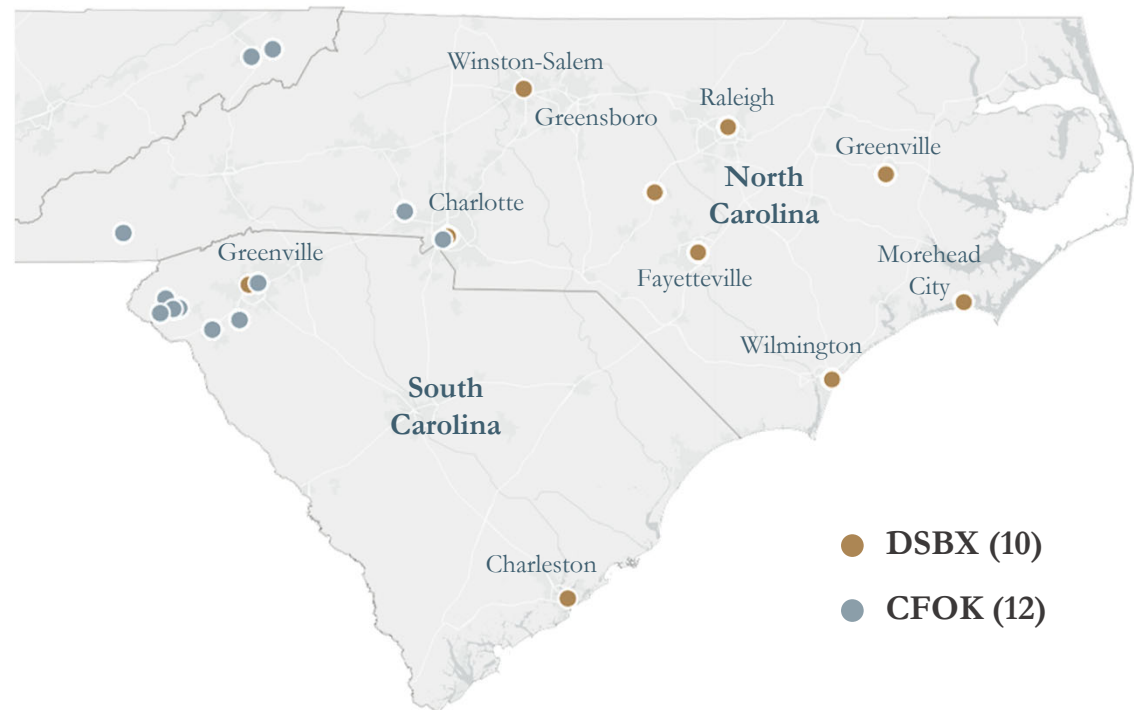 Winston-Salem
Greensboro
Raleigh
Greenville
North
Carolina
Charlotte
Greenville
Fayetteville
Morehead
City
Wilmington
South
Carolina
Charleston
DSBX (10)
CFOK (12)